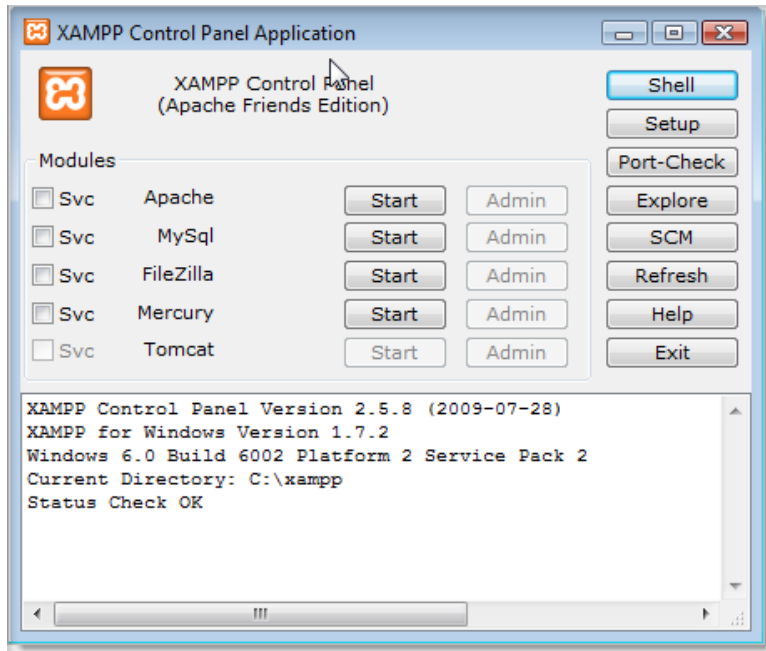 XAMPP Control Panel Application
XAMPP Control Panel
(Apache Friends Edition)
Shell
Setup
Modules
Port-Check
Svc Apache Start Admin Explore
Svc MySql Start Admin SCM
Svc FileZilla Start Admin Refresh
Svc Mercury Start Admin Help
Svc Tomcat Start Admin Exit
XAMPP Control Panel Version 2.5.8 (2009-07-28)
XAMPP for Windows Version 1.7.2
Windows 6.0 Build 6002 Platform 2 Service Pack 2
Current Directory: C:\xampp
Status Check OK